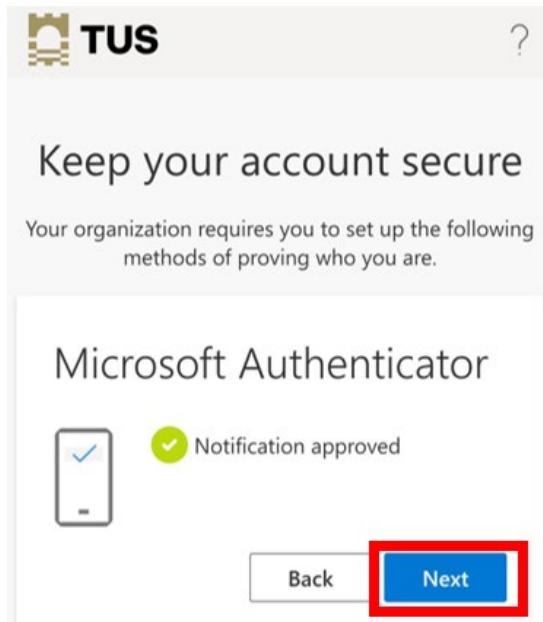 TUS
?
Keep your account secure
Your organization requires you to set up the following
methods of proving who you are.
Microsoft Authenticator
Notification approved
Back
Next